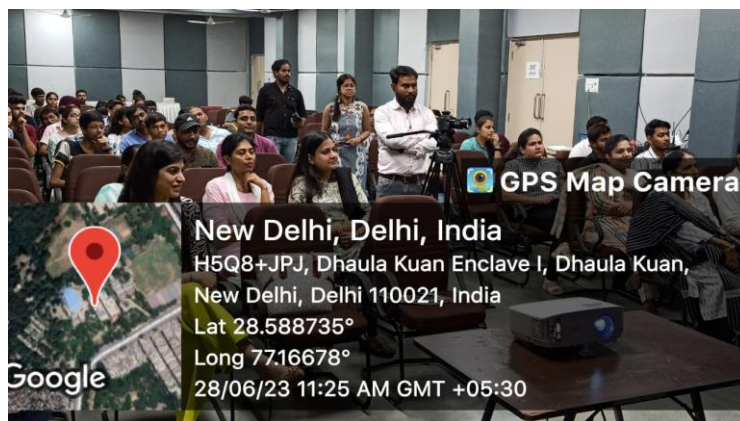 GPS Map Camera
New Delhi, Delhi, India
H5Q8+JPJ, Dhaula Kuan Enclave I, Dhaula Kuan,
New Delhi, Delhi 110021, India
Lat 28.588735°
Long 77.16678°
28/06/23 11:25 AM GMT +05:30
Google